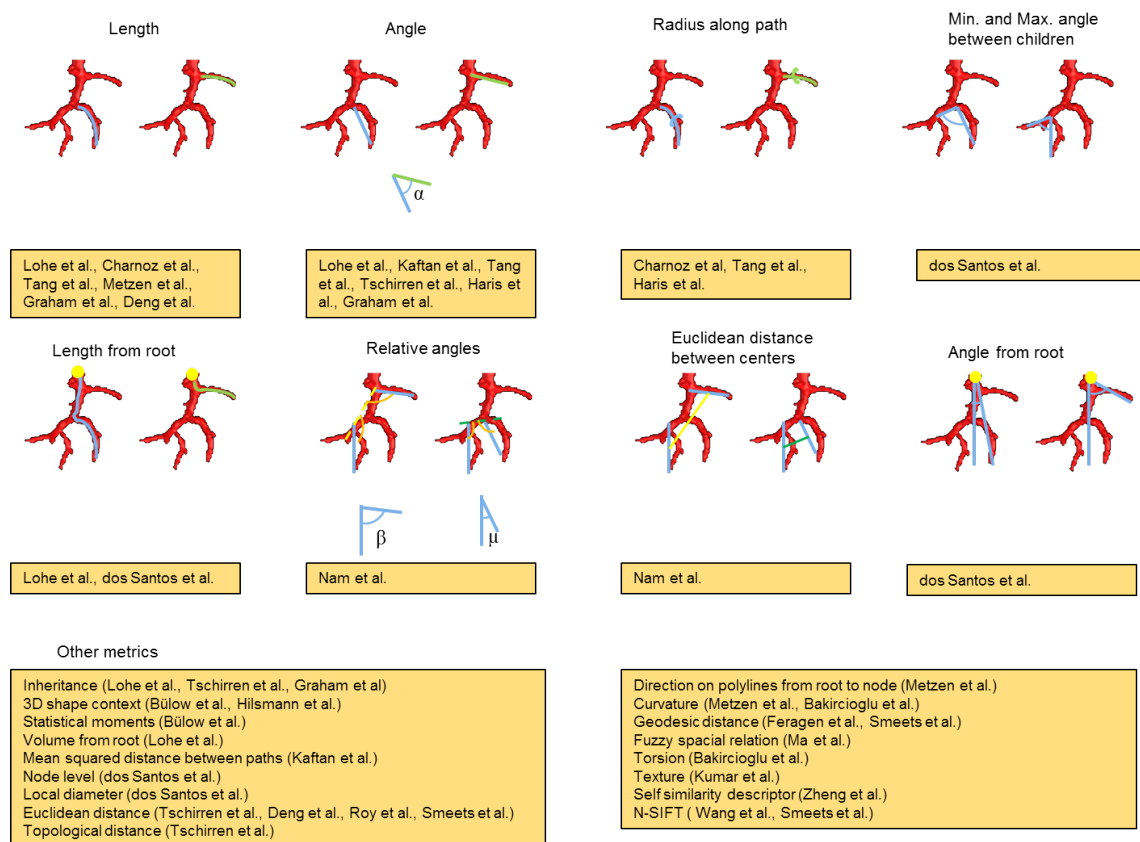 Length
Angle
Radius along path
Min. and Max. angle
between children
α
Lohe et al., Charnoz et al.,
Tang et al., Metzen et al.,
Graham et al., Deng et al.
Lohe et al., Kaftan et al., Tang
et al., Tschirren et al., Haris et
al., Graham et al.
Charnoz et al, Tang et al.,
Haris et al.
dos Santos et al.
Length from root
Relative angles
Euclidean distance
between centers
Angle from root
β
μ
Lohe et al., dos Santos et al.
Nam et al.
Nam et al.
dos Santos et al.
Other metrics
Inheritance (Lohe et al., Tschirren et al., Graham et al)
3D shape context (Bülow et al., Hilsmann et al.)
Statistical moments (Bülow et al.)
Volume from root (Lohe et al.)
Mean squared distance between paths (Kaftan et al.)
Node level (dos Santos et al.)
Local diameter (dos Santos et al.)
Euclidean distance (Tschirren et al., Deng et al., Roy et al., Smeets et al.)
Topological distance (Tschirren et al.)
Direction on polylines from root to node (Metzen et al.)
Curvature (Metzen et al., Bakircioglu et al.)
Geodesic distance (Feragen et al., Smeets et al.)
Fuzzy spacial relation (Ma et al.)
Torsion (Bakircioglu et al.)
Texture (Kumar et al.)
Self similarity descriptor (Zheng et al.)
N-SIFT ( Wang et al., Smeets et al.)